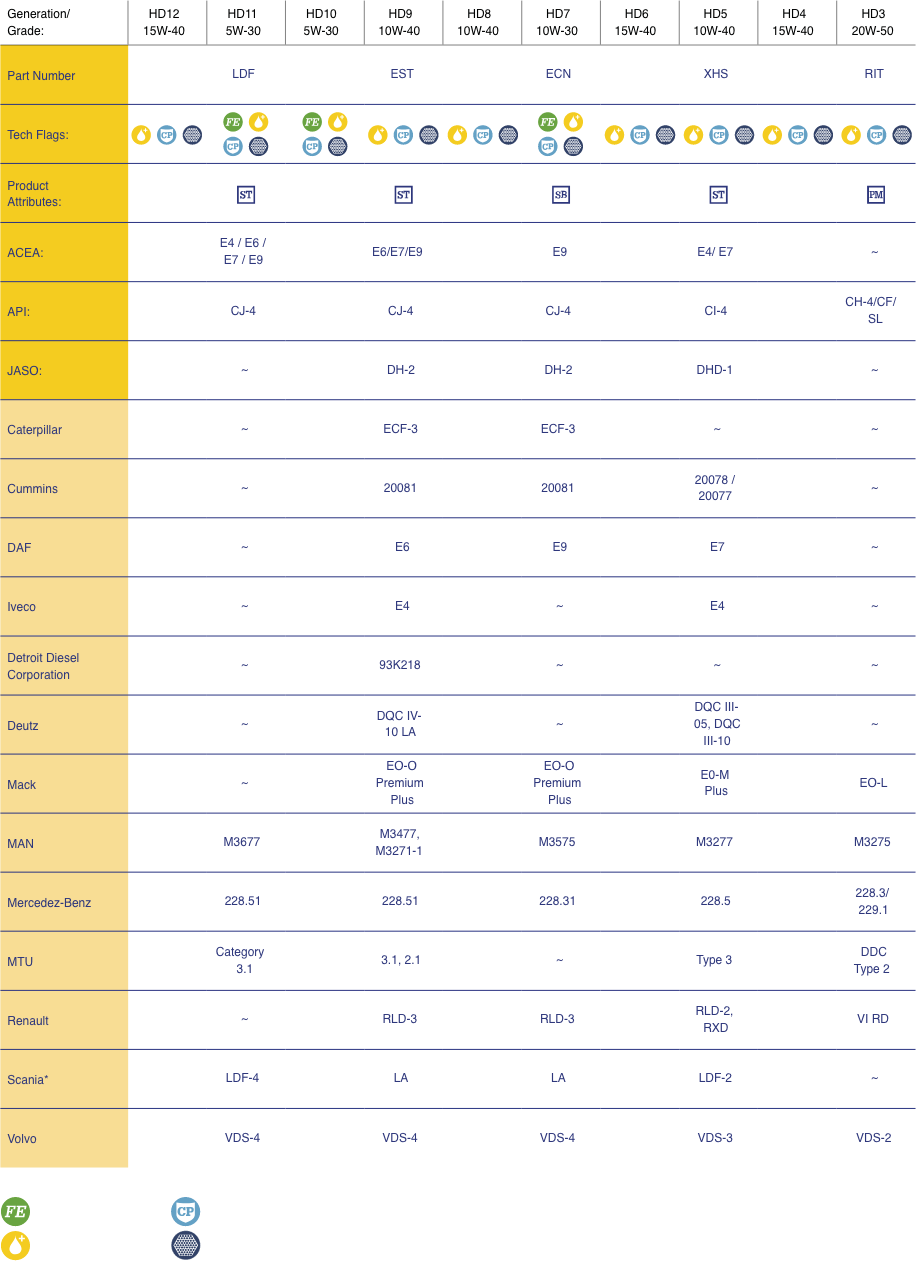 Generation/ Grade: HD12 15W-40 HD11 5W-30 HD10 5W-30 HD9 10W-40 HD8 10W-40 HD7 10W-30 HD6 15W-40 HD5 10W-40 HD4 15W-40 HD3 20W-50
Part Number LDF EST ECN XHS RIT
Tech Flags: CP FE CP FE CP CP CP FE CP CP CP CP CP
Product Attributes: ST ST SB ST PM
ACEA: E4 / E6 / E7 / E9 E6/E7/E9 E9 E4/ E7 ~
API: CJ-4 CJ-4 CJ-4 CI-4 CH-4/CF/ SL
JASO: ~ DH-2 DH-2 DHD-1 ~
Caterpillar ~ ECF-3 ECF-3 ~ ~
Cummins ~ 20081 20081 20078 / 20077 ~
DAF ~ E6 E9 E7 ~
Iveco ~ E4 ~ E4 ~
Detroit Diesel Corporation ~ 93K218 ~ ~ ~
Deutz ~ DQC IV-10 LA ~ DQC III-05, DQC III-10 ~
Mack ~ EO-O Premium Plus EO-O Premium Plus E0-M Plus EO-L
MAN M3677 M3477, M3271-1 M3575 M3277 M3275
Mercedez-Benz 228.51 228.51 228.31 228.5 228.3/ 229.1
MTU Category 3.1 3.1, 2.1 ~ Type 3 DDC Type 2
Renault ~ RLD-3 RLD-3 RLD-2, RXD VI RD
Scania* LDF-4 LA LA LDF-2 ~
Volvo VDS-4 VDS-4 VDS-4 VDS-3 VDS-2
FE CP